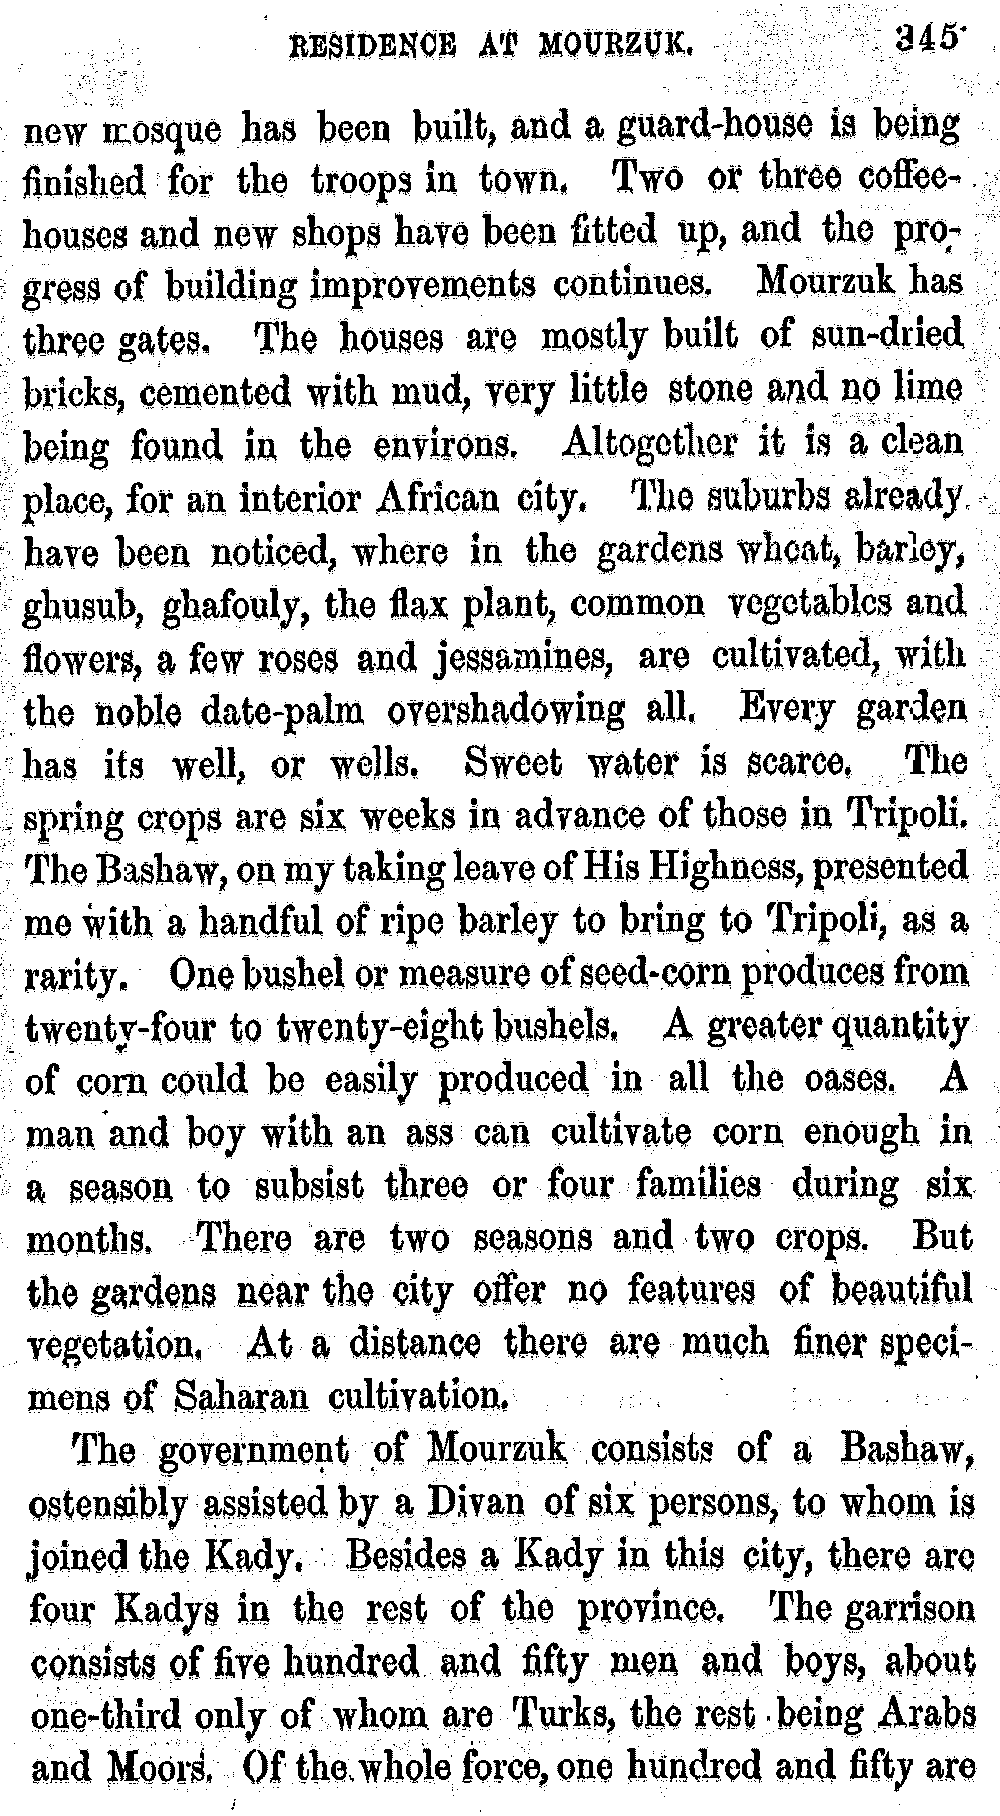 RESIDENCE AT MOURZUK. 345
new mosque has been built, and a guard-house is being
finished for the troops in town. Two or three coffee-
houses and new shops have been fitted up, and the pro-
gress of building improvements continues. Mourzuk has
three gates. The houses are mostly built of sun-dried
bricks, cemented with mud, very little stone and no lime
being found in the environs. Altogether it is a clean
place, for an interior African city. The suburbs already
have been noticed, where in the gardens wheat, barley,
ghusub, ghafouly, the flax plant, common vegetables and
flowers, a few roses and jessamines, are cultivated, with
the noble date-palm overshadowing all. Every garden
has its well, or wells. Sweet water is scarce. The
spring crops are six weeks in advance of those in Tripoli.
The Bashaw, on my taking leave of His Highness, presented
me with a handful of ripe barley to bring to Tripoli, as a
rarity. One bushel or measure of seed-corn produces from
twenty-four to twenty-eight bushels. A greater quantity
of corn could be easily produced in all the oases. A
man and boy with an ass can cultivate corn enough in
a season to subsist three or four families during six
months. There are two seasons and two crops. But
the gardens near the city offer no features of beautiful
vegetation. At a distance there are much finer speci-
mens of Saharan cultivation.
The government of Mourzuk consists of a Bashaw,
ostensibly assisted by a Divan of six persons, to whom is
joined the Kady. Besides a Kady in this city, there are
four Kadys in the rest of the province. The garrison
consists of five hundred and fifty men and boys, about
one-third only of whom are Turks, the rest being Arabs
and Moors. Of the whole force, one hundred and fifty are